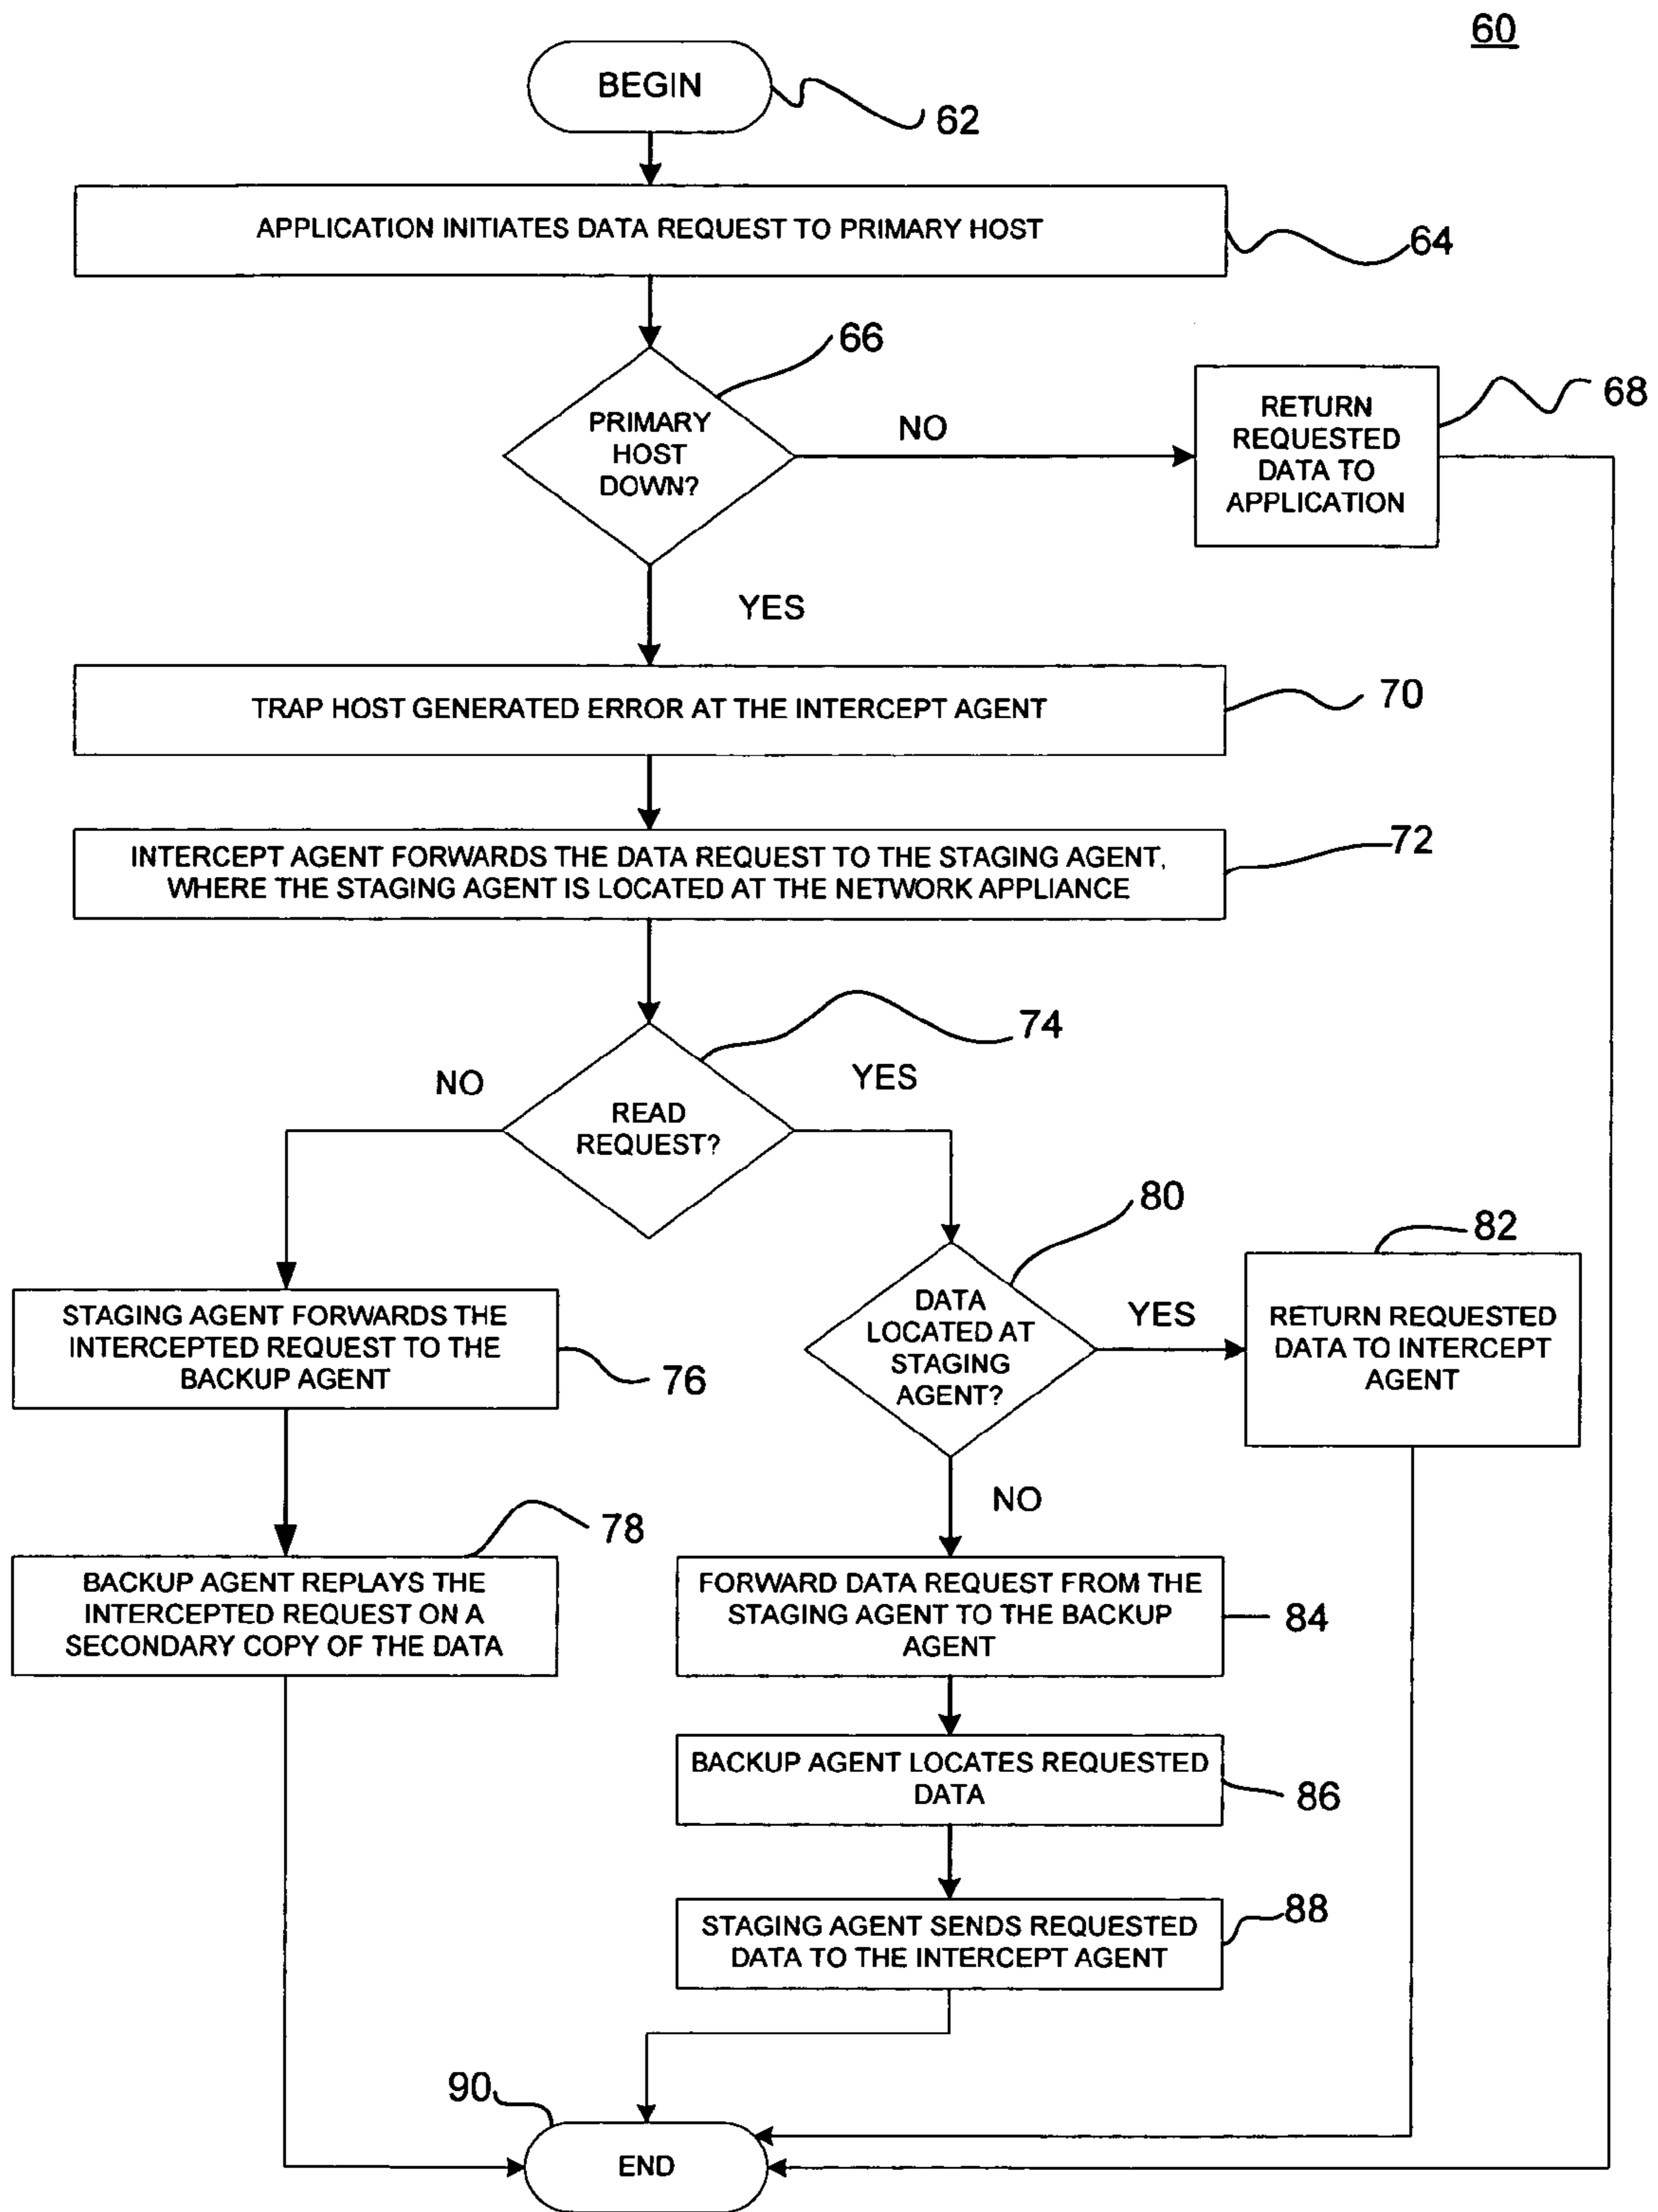 60
BEGIN
62
APPLICATION INITIATES DATA REQUEST TO PRIMARY HOST
64
66
PRIMARY
HOST
DOWN?
NO
RETURN
REQUESTED
DATA TO
APPLICATION
68
YES
TRAP HOST GENERATED ERROR AT THE INTERCEPT AGENT
70
INTERCEPT AGENT FORWARDS THE DATA REQUEST TO THE STAGING AGENT,
WHERE THE STAGING AGENT IS LOCATED AT THE NETWORK APPLIANCE
72
74
NO
YES
READ
REQUEST?
80
82
STAGING AGENT FORWARDS THE
INTERCEPTED REQUEST TO THE
BACKUP AGENT
76
DATA
LOCATED AT
STAGING
AGENT?
YES
RETURN REQUESTED
DATA TO INTERCEPT
AGENT
NO
78
BACKUP AGENT REPLAYS THE
INTERCEPTED REQUEST ON A
SECONDARY COPY OF THE DATA
FORWARD DATA REQUEST FROM THE
STAGING AGENT TO THE BACKUP
AGENT
84
BACKUP AGENT LOCATES REQUESTED
DATA
86
STAGING AGENT SENDS REQUESTED
DATA TO THE INTERCEPT AGENT
88
90
END